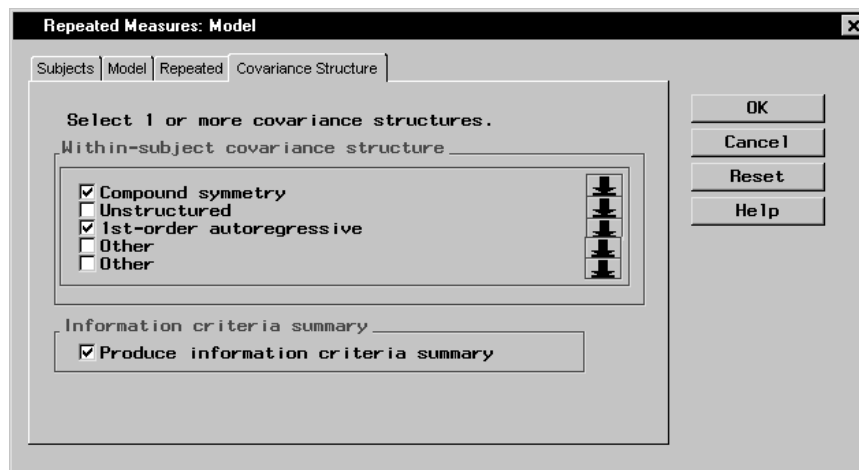 Repeated Measures: Model
Subjects Model Repeated Covariance Structure
Select 1 or more covariance structures.
Within-subject covariance structure
Compound symmetry
Unstructured
1st-order autoregressive
Other
Other
Information criteria summary
Produce information criteria summary
OK
Cancel
Reset
Help